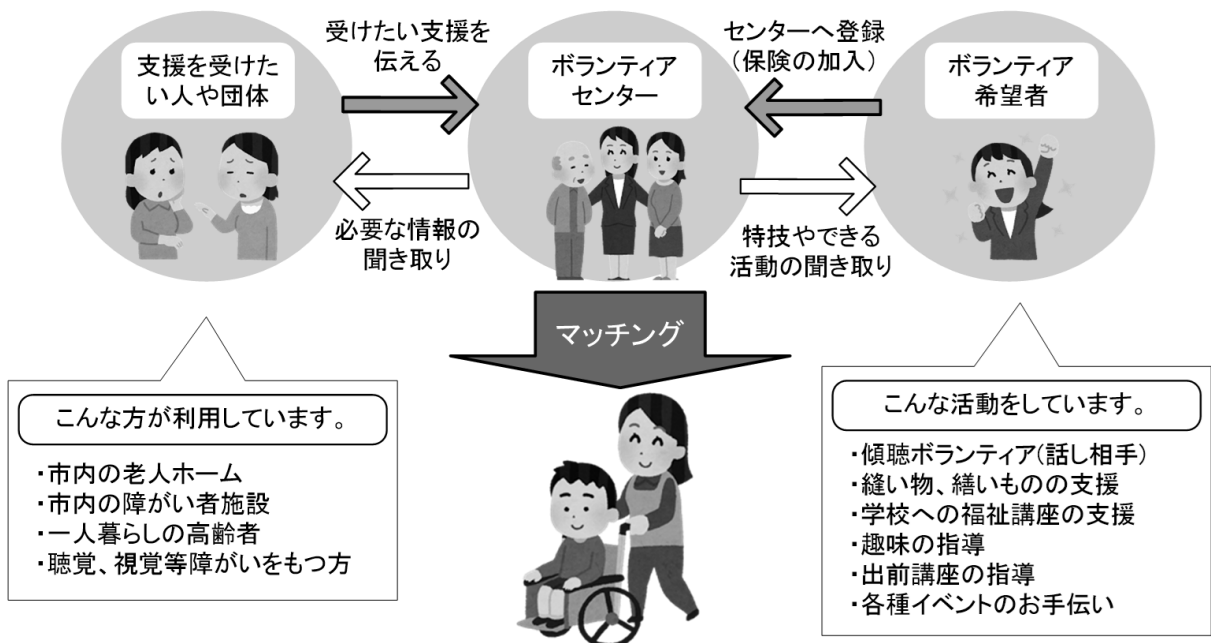 支援を受けた
い人や団体
受けたい支援を
伝える
ボランティア
センター
センターへ登録
(保険の加入)
ボランティア
希望者
必要な情報の
聞き取り
特技やできる
活動の聞き取り
マッチング
こんな方が利用しています。
・市内の老人ホーム
・市内の障がい者施設
・一人暮らしの高齢者
・聴覚、視覚等障がいをもつ方
こんな活動をしています。
・傾聴ボランティア(話し相手)
・縫い物、繕いものの支援
・学校への福祉講座の支援
・趣味の指導
・出前講座の指導
・各種イベントのお手伝い